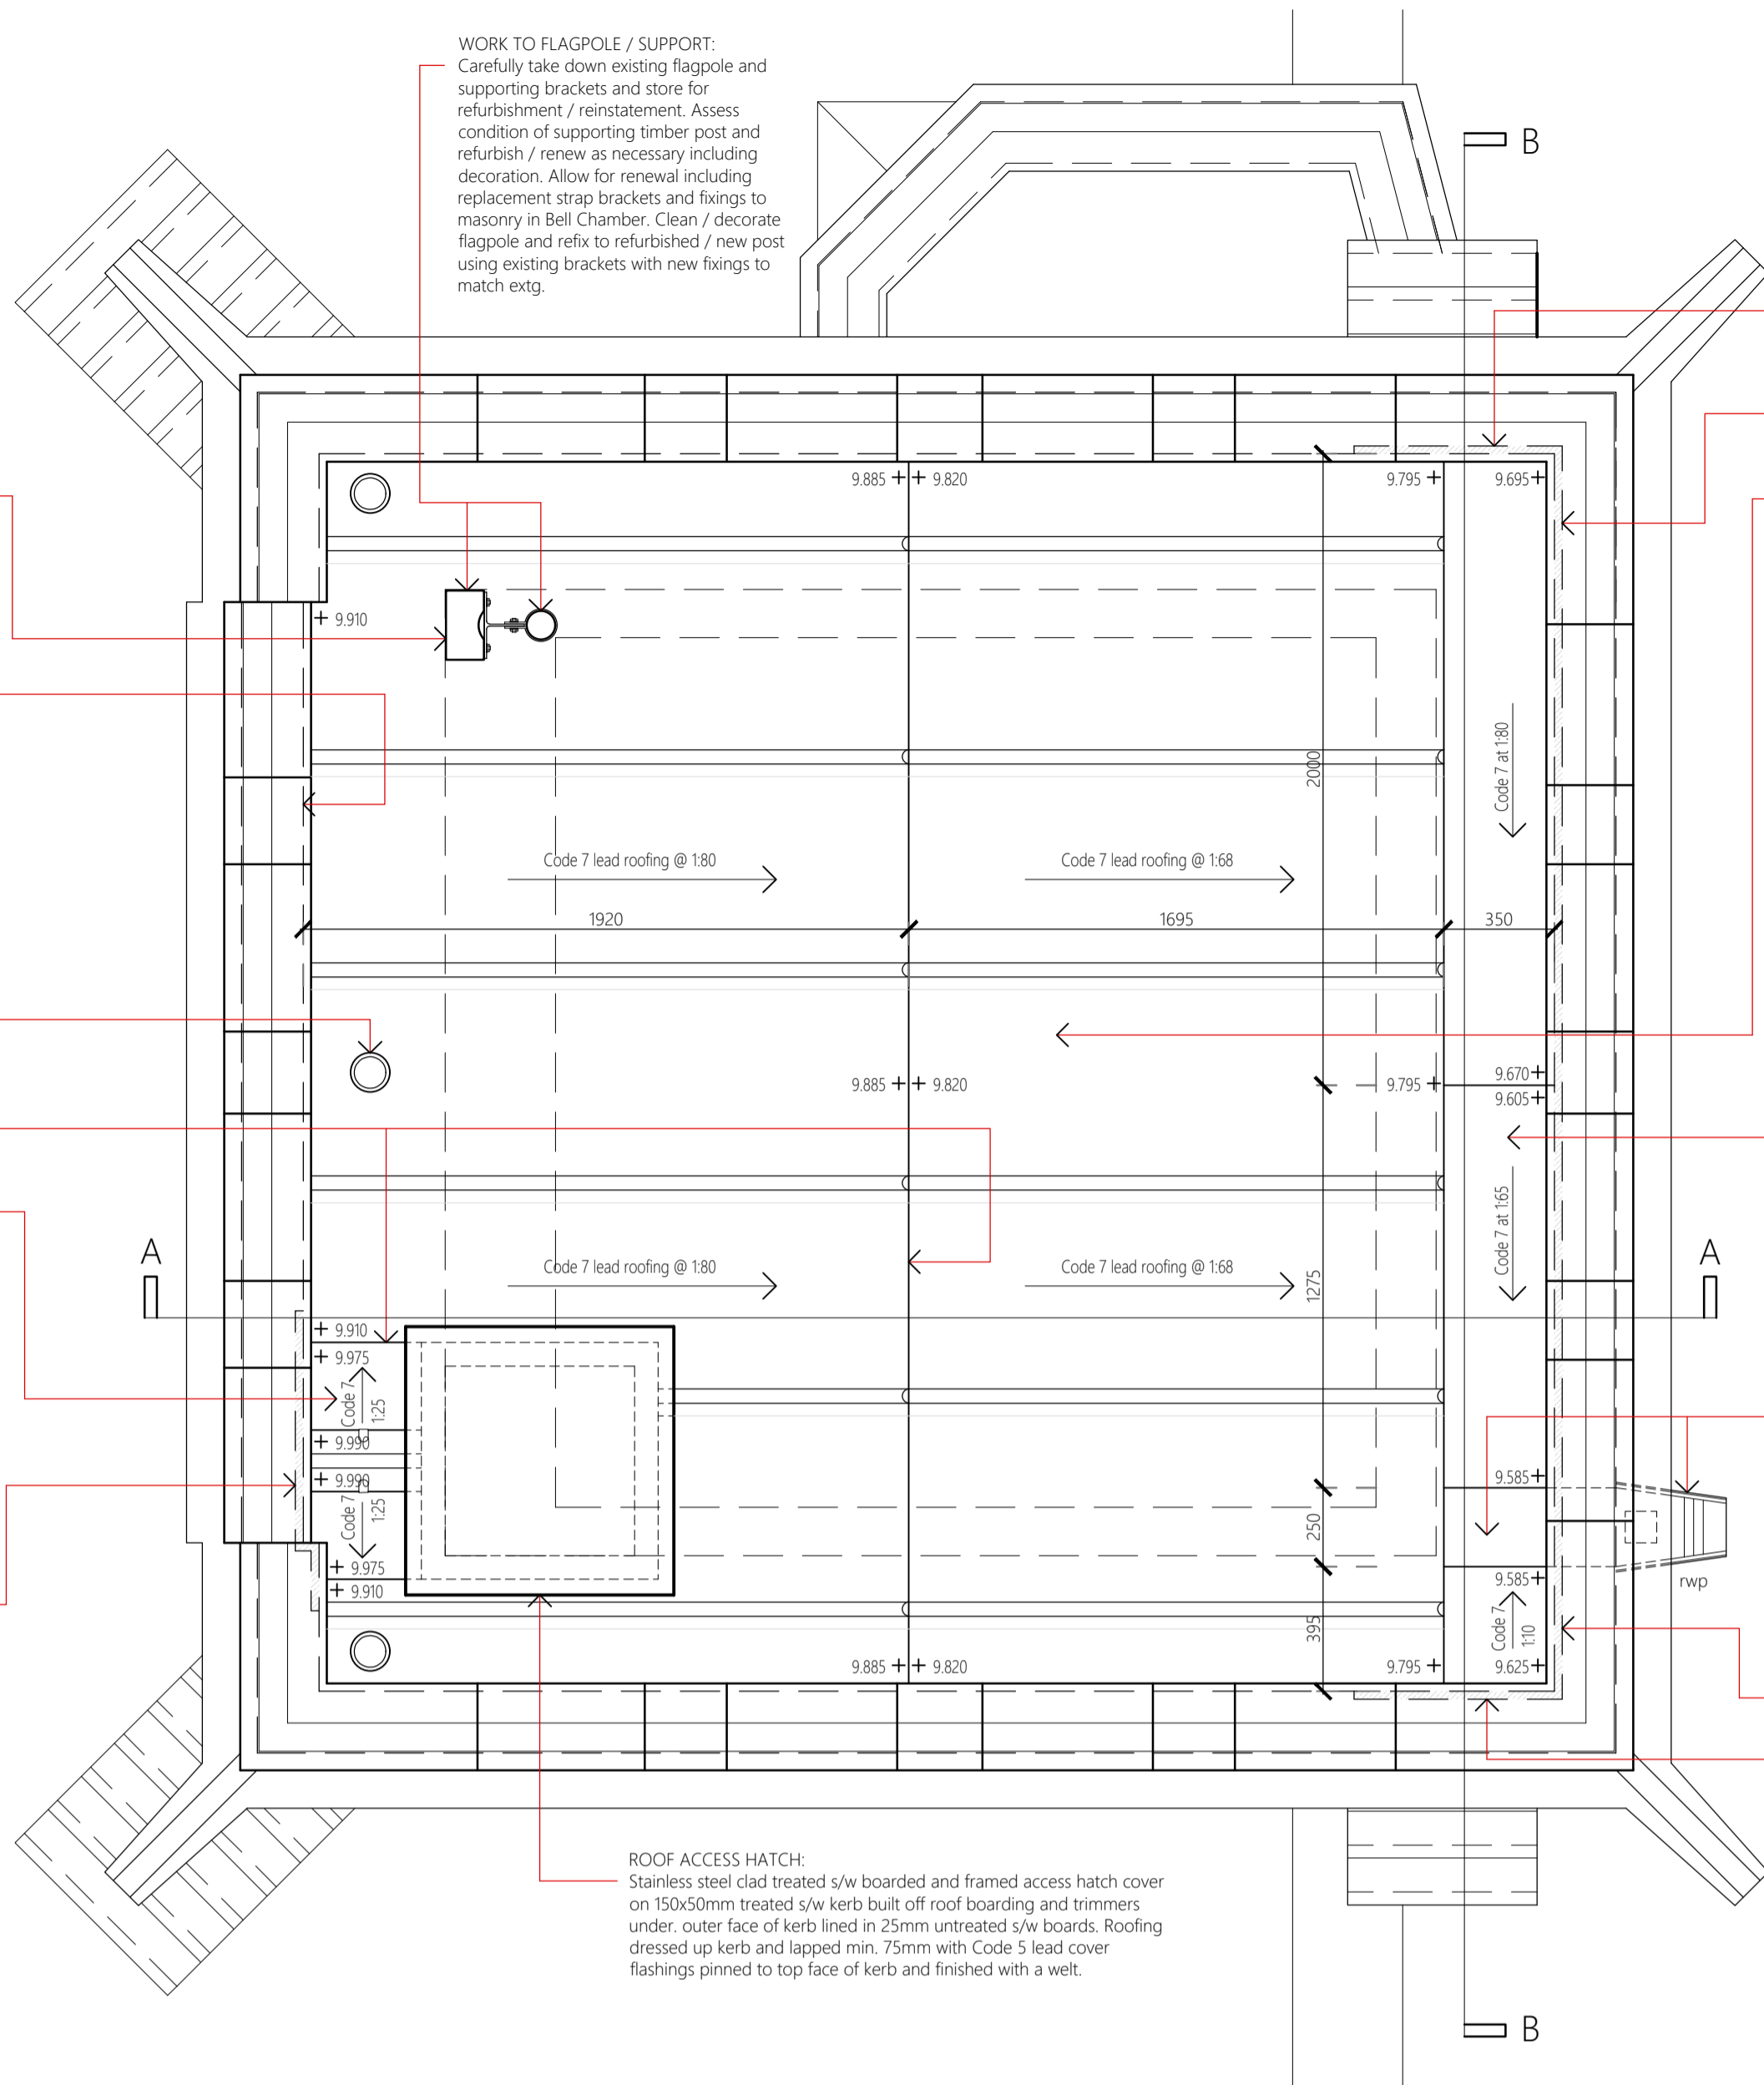 WORK TO FLAGPOLE / SUPPORT:
Carefully take down existing flagpole and
supporting brackets and store for
refurbishment / reinstatement. Assess
condition of supporting timber post and
refurbish / renew as necessary including
decoration. Allow for renewal including
replacement strap brackets and fixings to
masonry in Bell Chamber. Clean / decorate
flagpole and refix to refurbished / new post
using existing brackets with new fixings to
match extg.
B
9.885
9.820
9.795
9.695
9.910
2000
Code 7 at 1:80
Code 7 lead roofing @ 1:80
Code 7 lead roofing @ 1:68
1920
1695
350
9.885
9.820
9.795
9.670
9.605
Code 7 at 1:65
A
A
Code 7 lead roofing @ 1:80
Code 7 lead roofing @ 1:68
1275
9.910
9.975
Code 7
1:25
9.990
9.990
Code 7
1:25
9.975
9.910
9.585
250
9.585
rwp
395
Code 7
1:10
9.885
9.820
9.795
9.625
ROOF ACCESS HATCH:
Stainless steel clad treated s/w boarded and framed access hatch cover
on 150x50mm treated s/w kerb built off roof boarding and trimmers
under. outer face of kerb lined in 25mm untreated s/w boards. Roofing
dressed up kerb and lapped min. 75mm with Code 5 lead cover
flashings pinned to top face of kerb and finished with a welt.
B